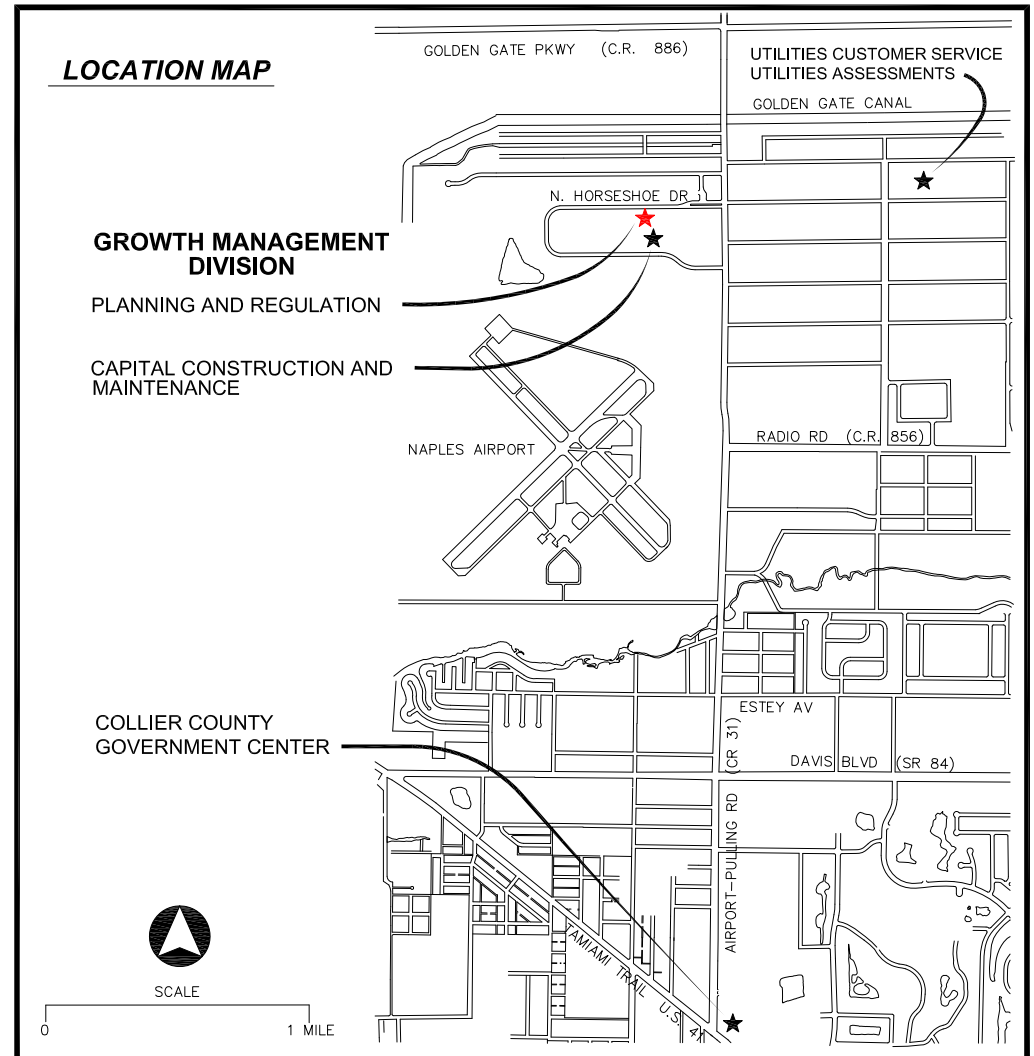 LOCATION MAP
GOLDEN GATE PKWY (C.R. 886)
UTILITIES CUSTOMER SERVICE
UTILITIES ASSESSMENTS
GOLDEN GATE CANAL
N. HORSESHOE DR
GROWTH MANAGEMENT
DIVISION
PLANNING AND REGULATION
CAPITAL CONSTRUCTION AND
MAINTENANCE
NAPLES AIRPORT
RADIO RD (C.R. 856)
COLLIER COUNTY
GOVERNMENT CENTER
ESTEY AV
DAVIS BLVD (SR 84)
AIRPORT-PULLING RD (CR 31)
TAMIAMI TRAIL U.S. 41
SCALE
0 1 MILE